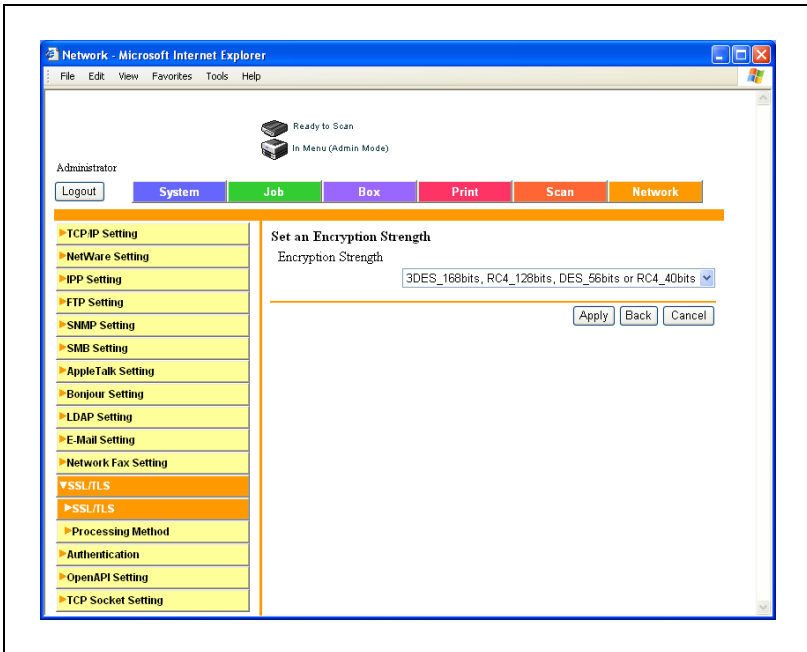 Network - Microsoft Internet Explorer
File Edit View Favorites Tools Help
Ready to Scan
In Menu (Admin Mode)
Administrator
Logout System Job Box Print Scan Network
TCP/IP Setting
NetWare Setting
IPP Setting
FTP Setting
SNMP Setting
SMB Setting
AppleTalk Setting
Bonjour Setting
LDAP Setting
E-Mail Setting
Network Fax Setting
SSL/TLS
SSL/TLS
Processing Method
Authentication
OpenAPI Setting
TCP Socket Setting
Set an Encryption Strength
Encryption Strength
3DES_168bits, RC4_128bits, DES_56bits or RC4_40bits
Apply Back Cancel